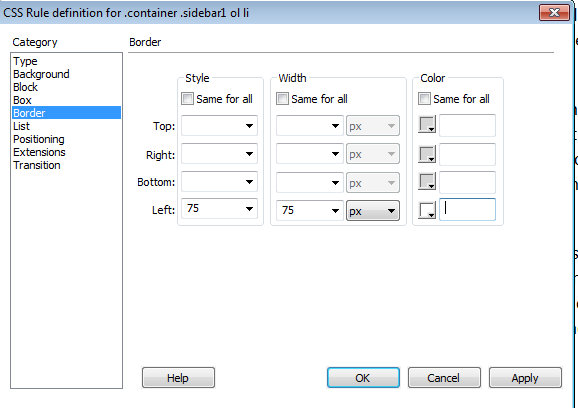 CSS Rule definition for .container .sidebar1 ol li
Category
Type
Background
Block
Box
Border
List
Positioning
Extensions
Transition
Border
Style Width Color
Same for all Same for all Same for all
Top: px
Right: px
Bottom: px
Left: 75 75 px
Help OK Cancel Apply